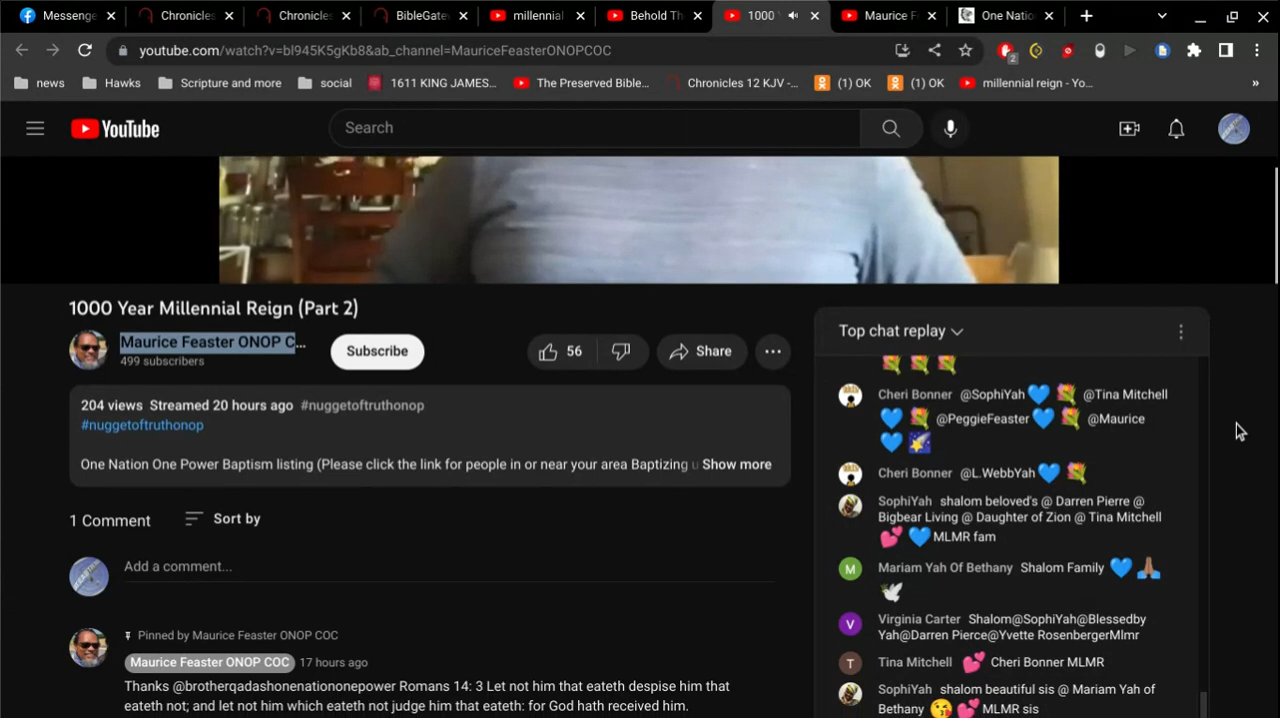 Messenge
Chronicles
Chronicles
BibleGate
millennial
Behold Th
1000
Maurice F
One Natio
youtube.com/watch?v=bl945K5gKb8&ab_channel=MauriceFeasterONOPCOC
2
news
Hawks
Scripture and more
social
1611 KING JAMES...
The Preserved Bible...
Chronicles 12 KJV -...
(1) OK
(1) OK
millennial reign - Yo...
»
YouTube
Search
1000 Year Millennial Reign (Part 2)
Maurice Feaster ONOP C...
499 subscribers
Subscribe
56
Share
204 views Streamed 20 hours ago #nuggetoftruthonop
#nuggetoftruthonop
One Nation One Power Baptism listing (Please click the link for people in or near your area Baptizing u Show more
1 Comment
Sort by
Add a comment...
Pinned by Maurice Feaster ONOP COC
Maurice Feaster ONOP COC 17 hours ago
Thanks @brotherqadashonenationonepower Romans 14: 3 Let not him that eateth despise him that
eateth not; and let not him which eateth not judge him that eateth: for God hath received him.
Top chat replay
Cheri Bonner @SophiYah💙💐 @Tina Mitchell
💙💐 @PeggieFeaster💙💐 @Maurice
💙🌠
Cheri Bonner @L.WebbYah💙💐
SophiYah shalom beloved's @ Darren Pierre @
Bigbear Living @ Daughter of Zion @ Tina Mitchell
💕💙MLMR fam
M
Mariam Yah Of Bethany Shalom Family 💙🙏🏽
🕊
V
Virginia Carter Shalom@SophiYah@Blessedby
Yah@Darren Pierce@Yvette RosenbergerMlmr
T
Tina Mitchell 💕 Cheri Bonner MLMR
SophiYah shalom beautiful sis @ Mariam Yah of
Bethany 😘💕 MLMR sis